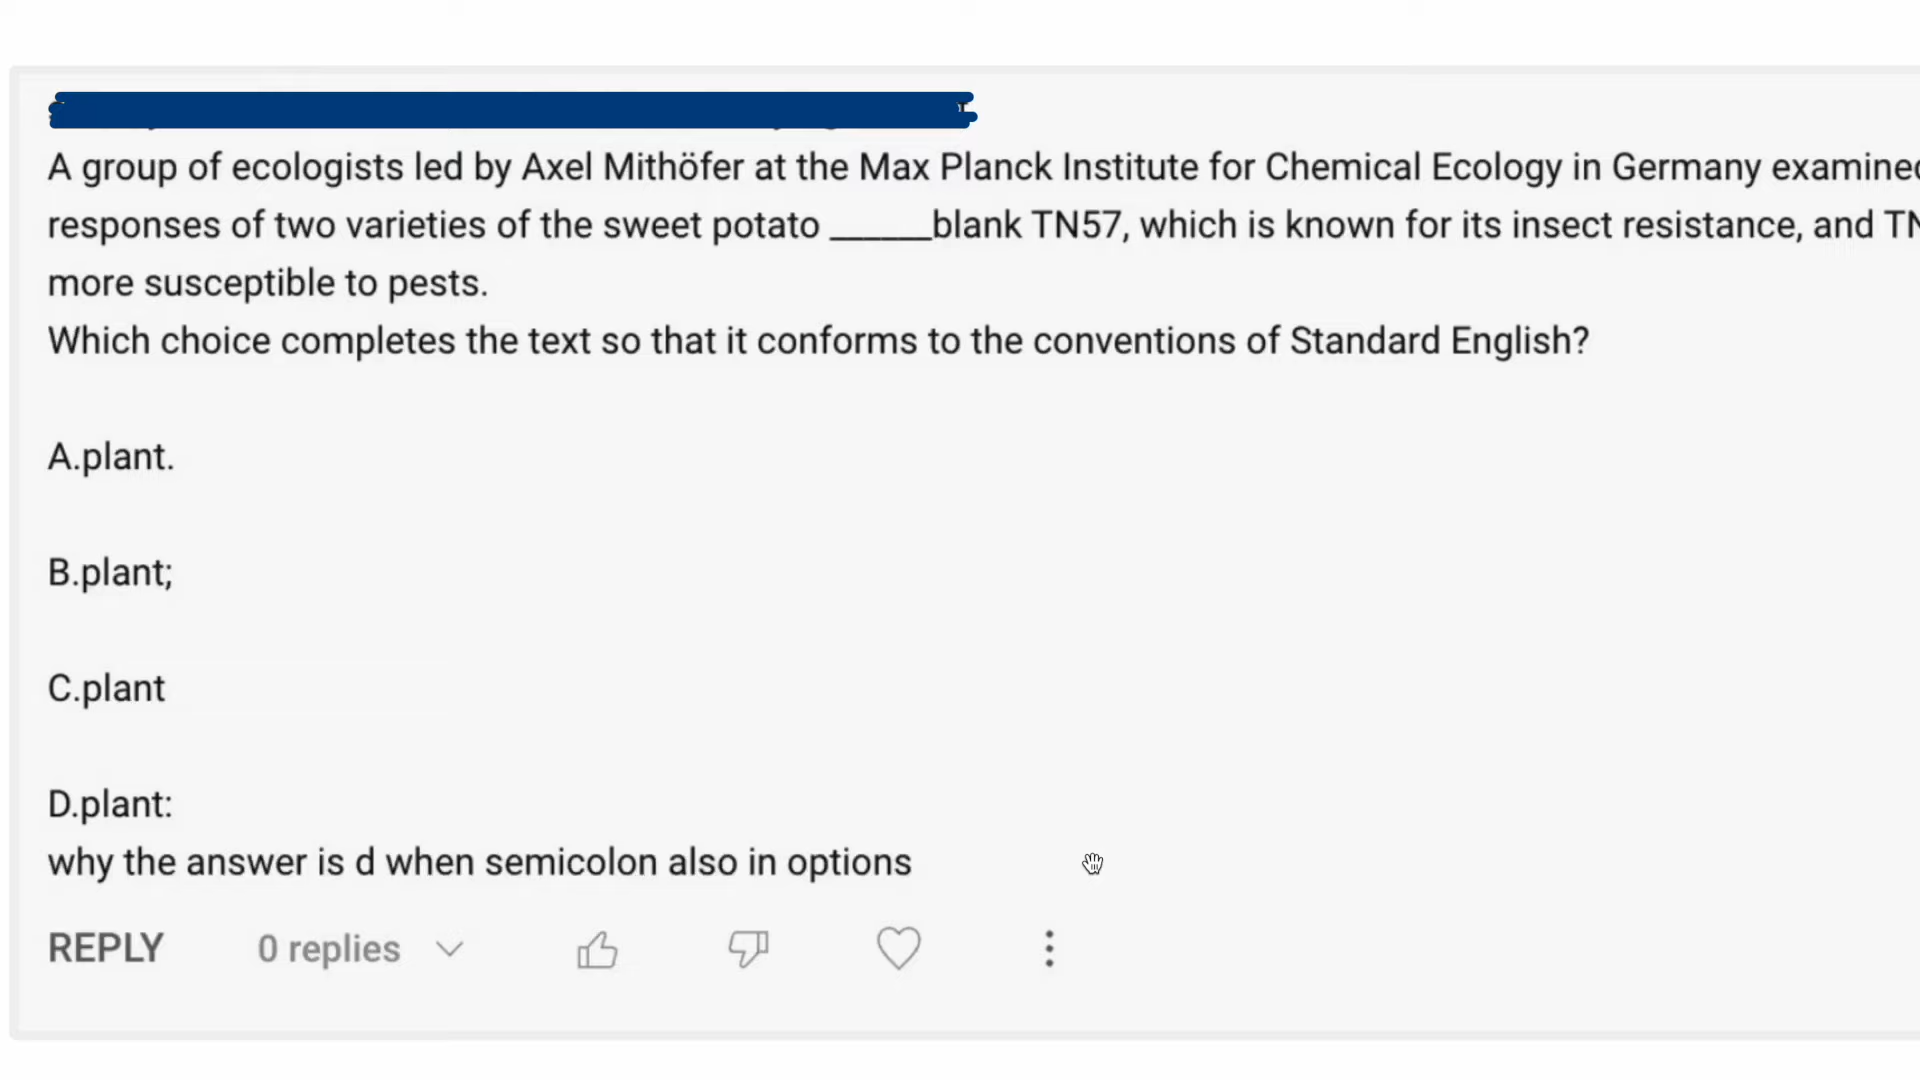 A group of ecologists led by Axel Mithöfer at the Max Planck Institute for Chemical Ecology in Germany
responses of two varieties of the sweet potato ______blank TN57, which is known for its insect resistance, and
more susceptible to pests.
Which choice completes the text so that it conforms to the conventions of Standard English?
A.plant.
B.plant;
C.plant
D.plant:
why the answer is d when semicolon also in options
REPLY 0 replies